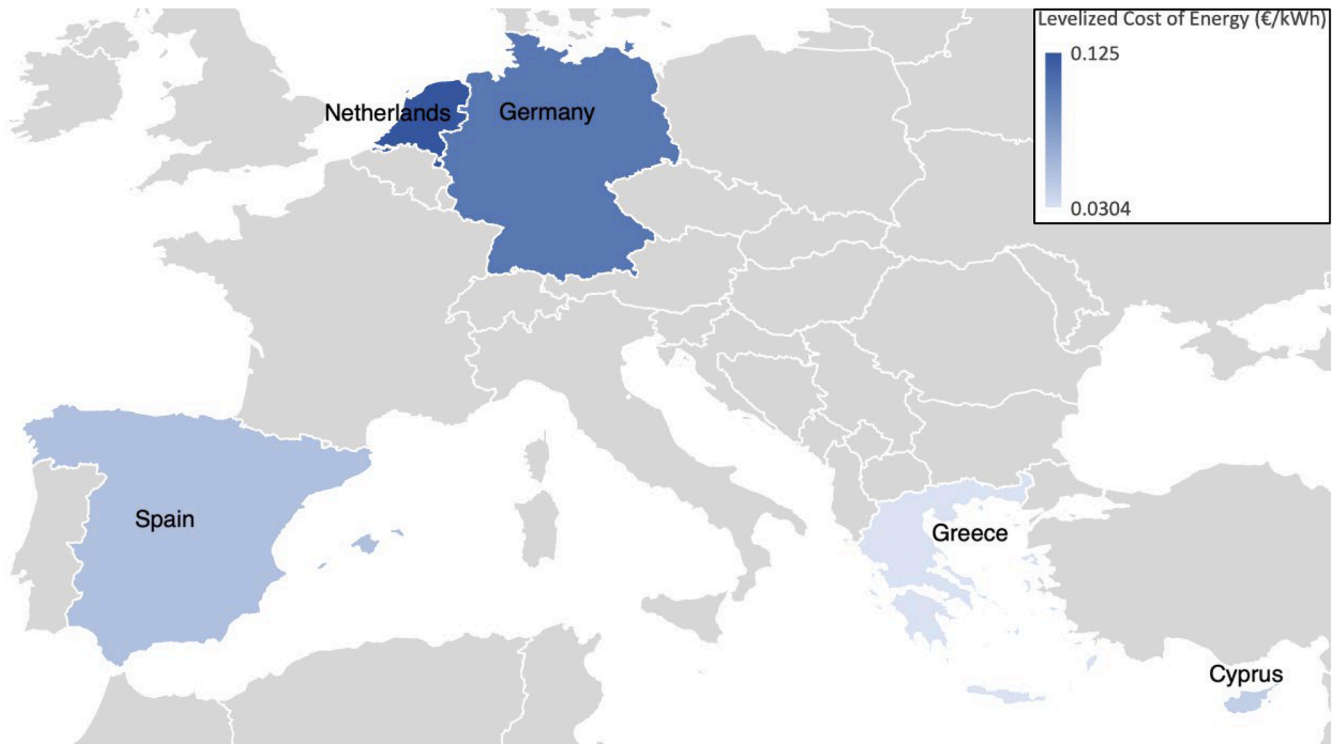 Levelized Cost of Energy (€/kWh)
0.125
0.0304
Netherlands
Germany
Spain
Greece
Cyprus